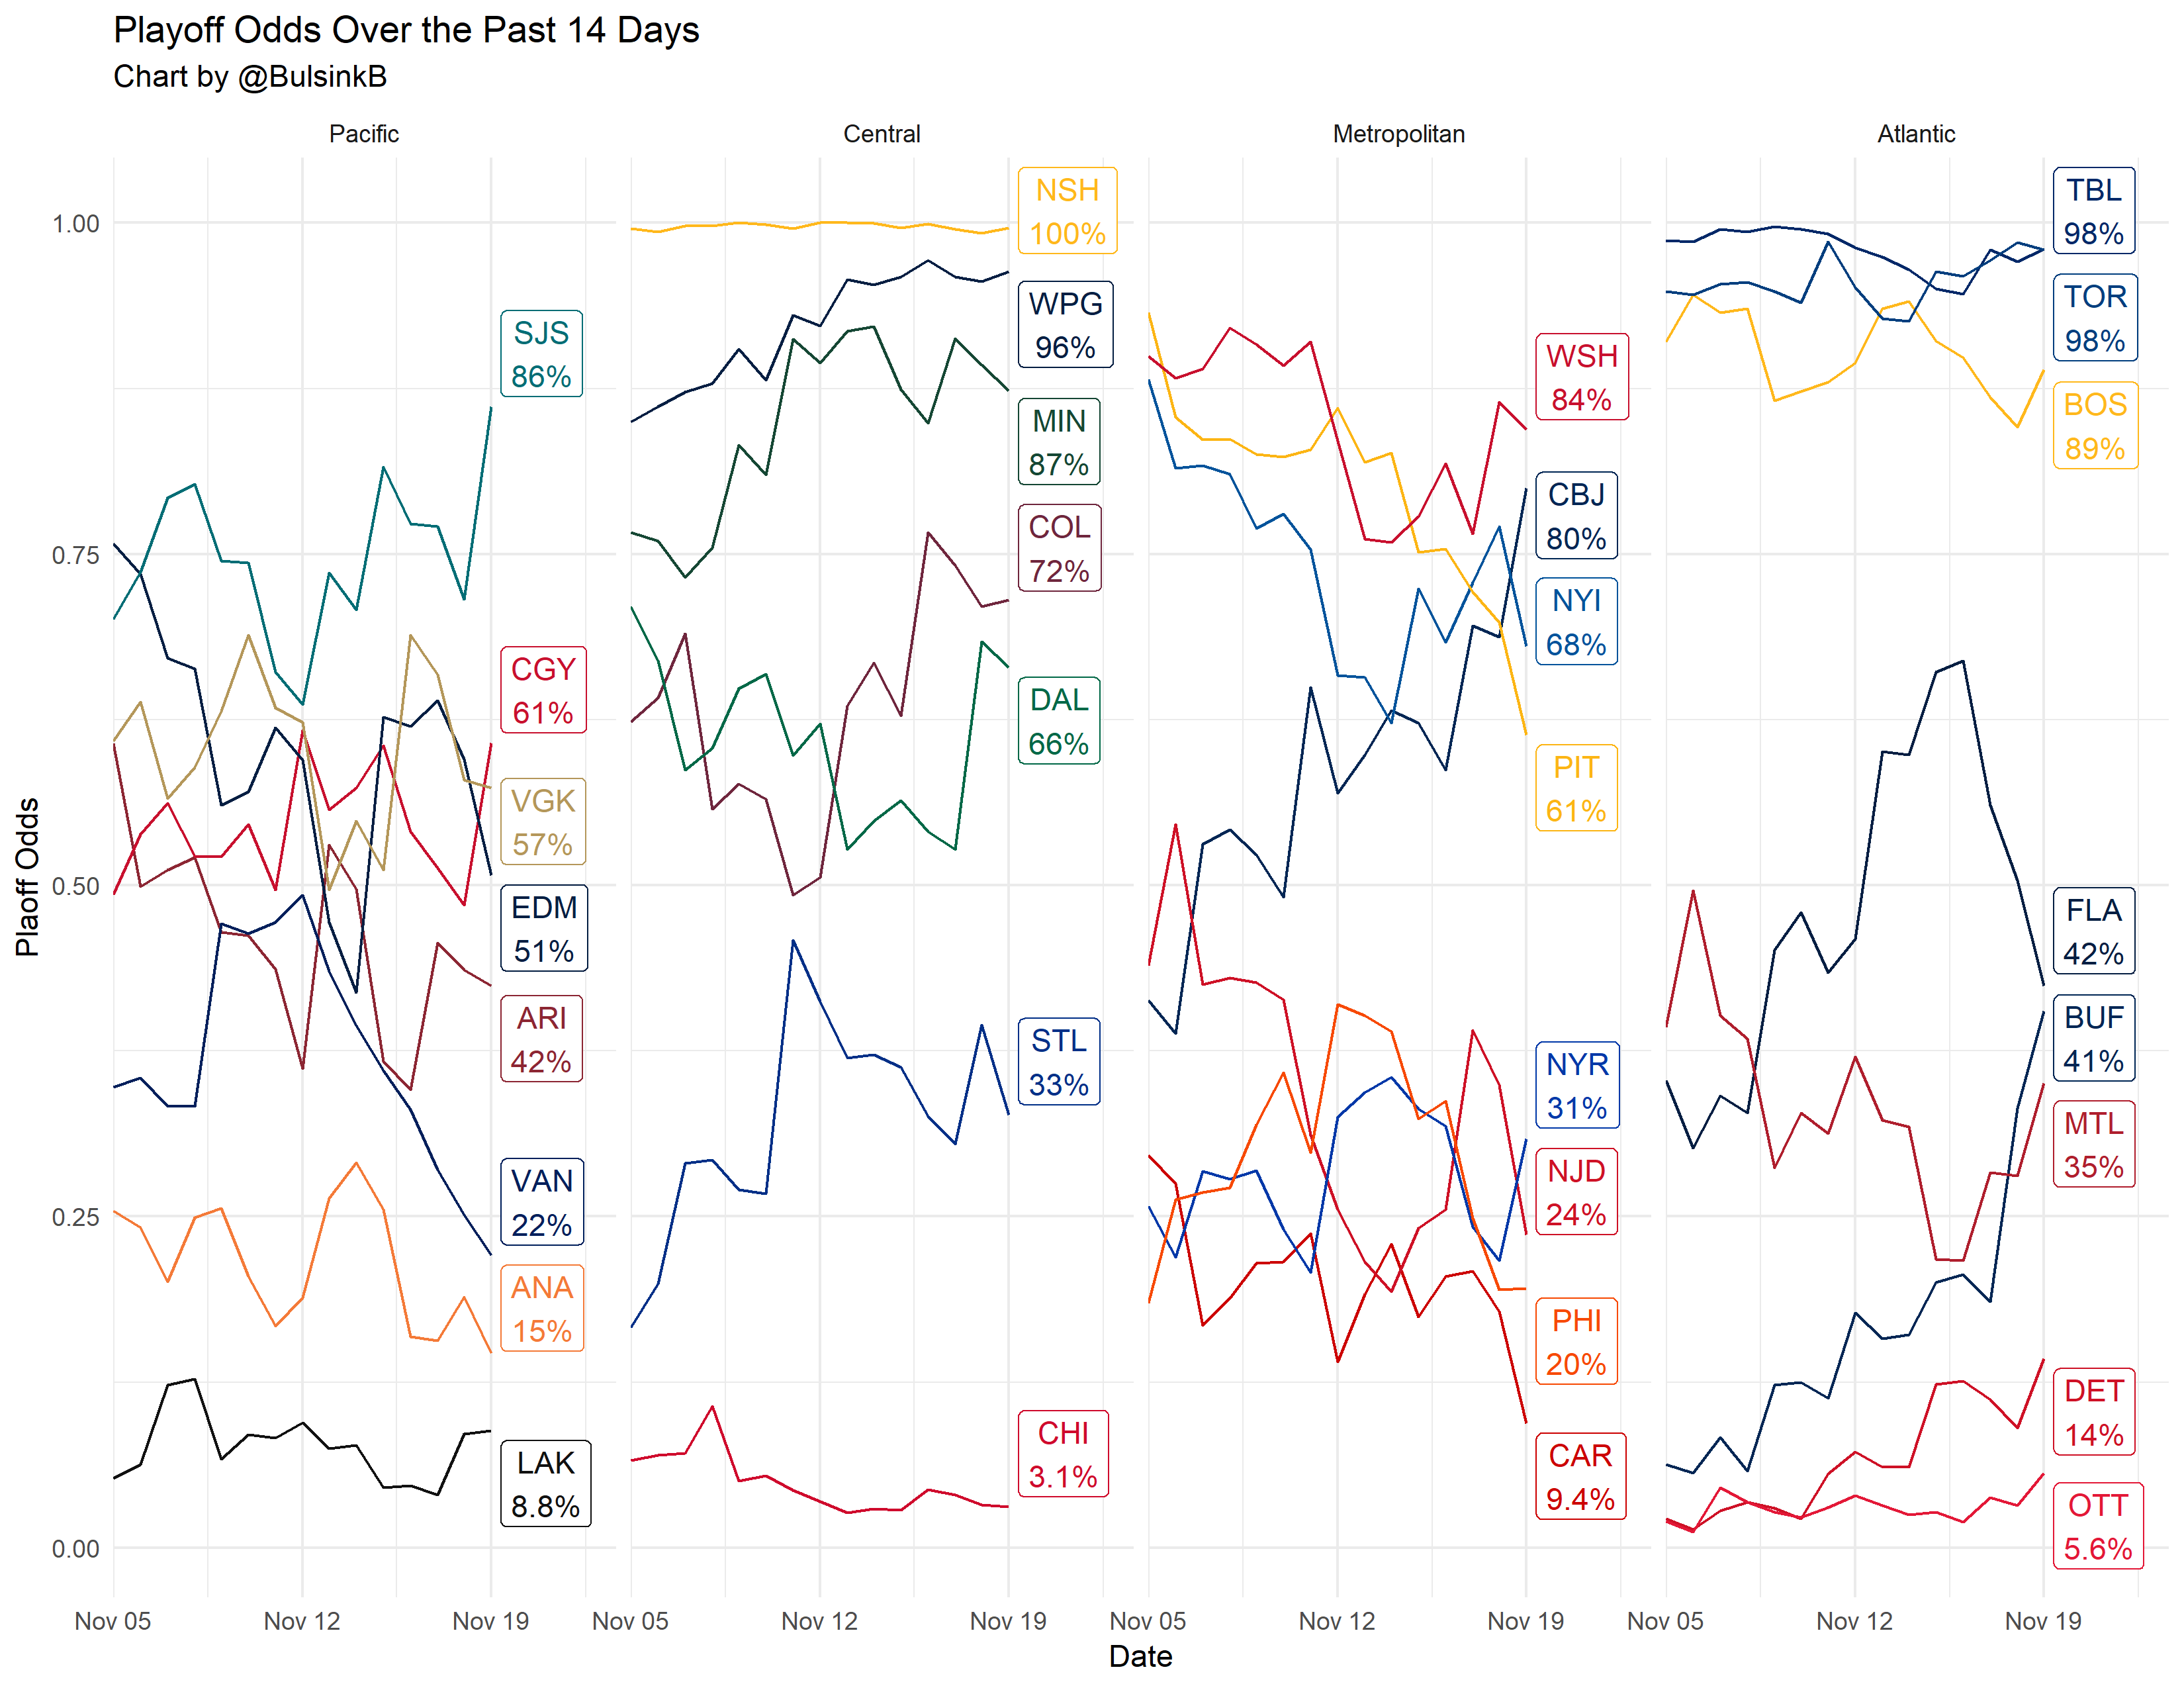 Playoff Odds Over the Past 14 Days
Chart by @BulsinkB
Pacific
Central
Metropolitan
Atlantic
Plaoff Odds
1.00
0.75
0.50
0.25
0.00
SJS
86%
CGY
61%
VGK
57%
EDM
51%
ARI
42%
VAN
22%
ANA
15%
LAK
8.8%
NSH
100%
WPG
96%
MIN
87%
COL
72%
DAL
66%
STL
33%
CHI
3.1%
WSH
84%
CBJ
80%
NYI
68%
PIT
61%
NYR
31%
NJD
24%
PHI
20%
CAR
9.4%
TBL
98%
TOR
98%
BOS
89%
FLA
42%
BUF
41%
MTL
35%
DET
14%
OTT
5.6%
Nov 05
Nov 12
Nov 19
Nov 05
Nov 12
Nov 19
Nov 05
Nov 12
Nov 19
Nov 05
Nov 12
Nov 19
Date